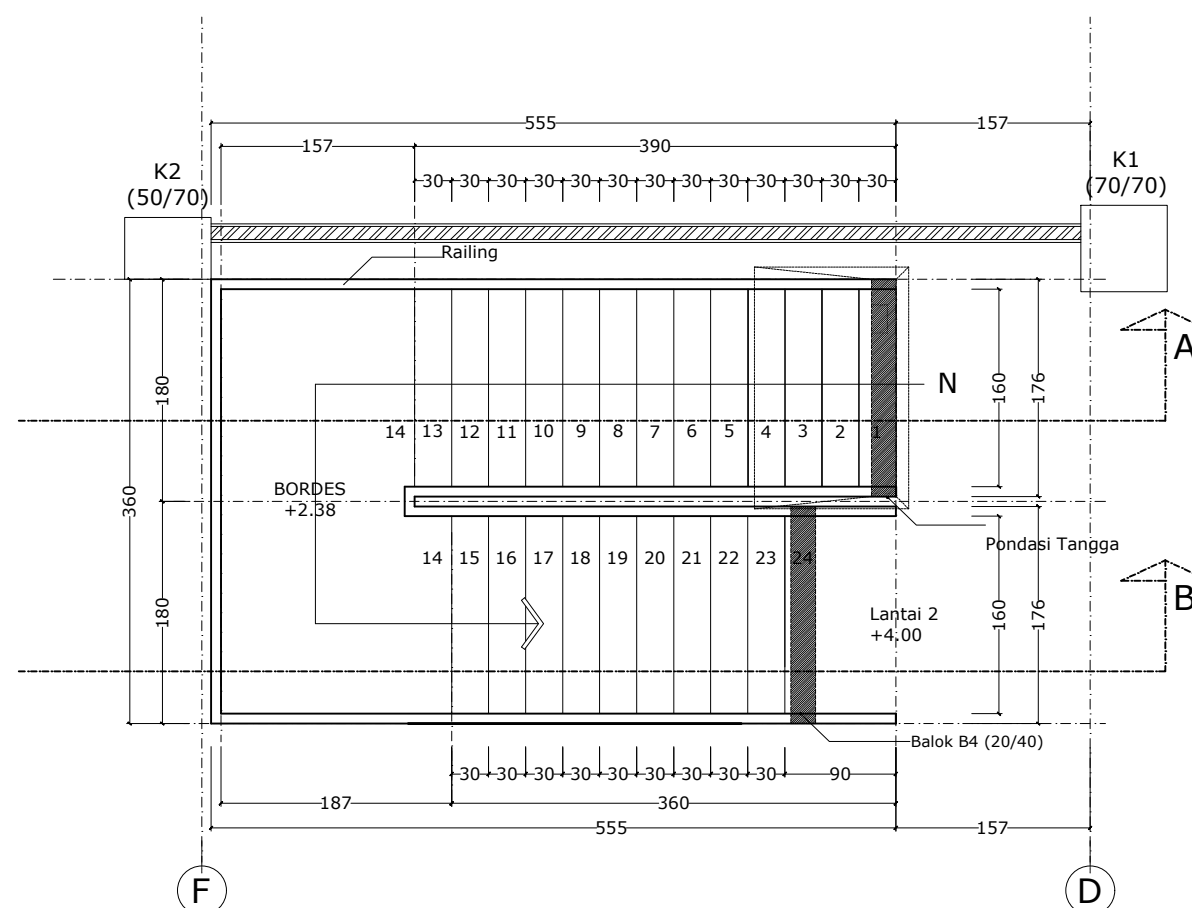 555
157
157
390
K2
(50/70)
K1
(70/70)
30 30 30 30 30 30 30 30 30 30 30 30 30
Railing
A
180
160
176
N
14 13 12 11 10 9 8 7 6 5 4 3 2 1
BORDES
+2.38
360
Pondasi Tangga
14 15 16 17 18 19 20 21 22 23 24
B
180
160
176
Lantai 2
+4.00
Balok B4 (20/40)
30 30 30 30 30 30 30 30 30 90
187
360
555
157
F
D